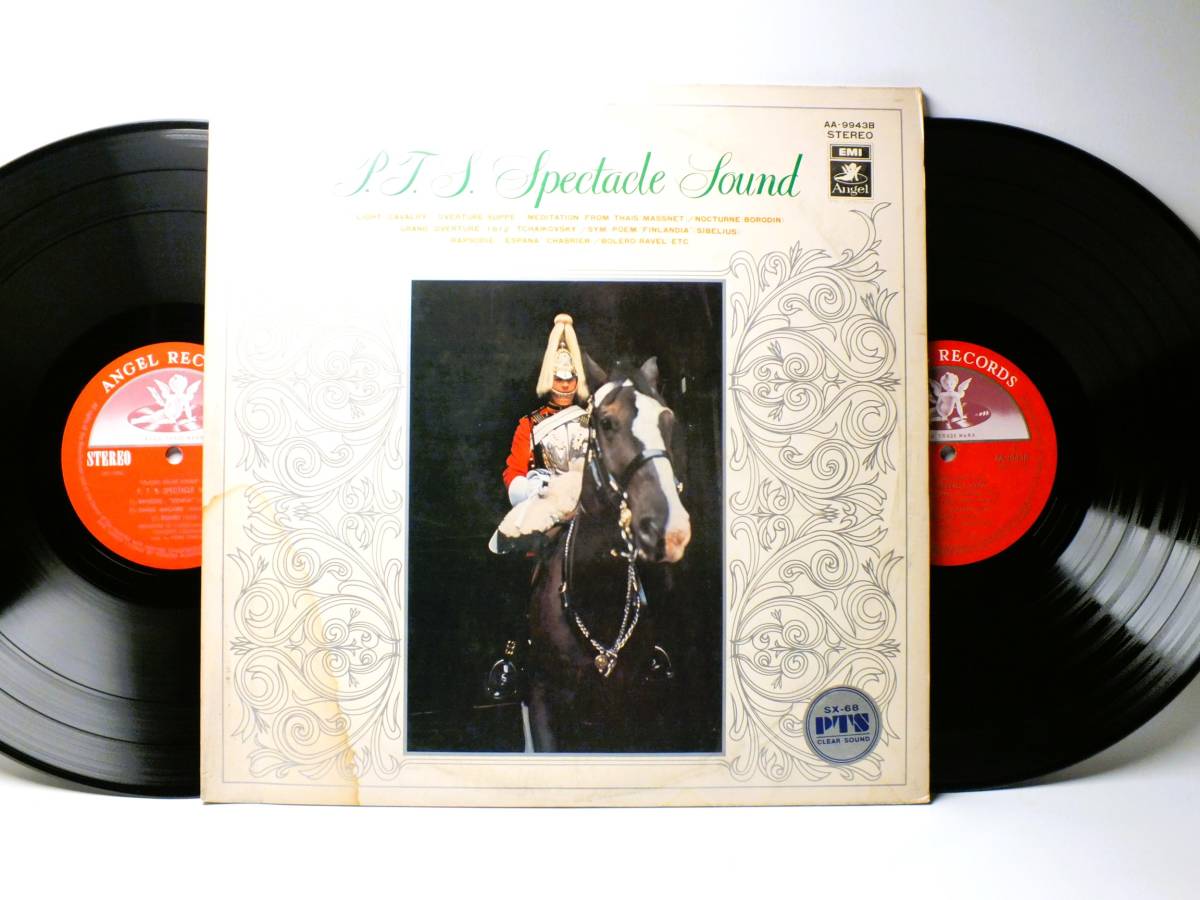 AA-9943B
STEREO
EMI
Angel
P.T.S. Spectacle Sound
LIGHT CAVALRY OVERTURE SUPPE MEDITATION FROM THAIS (MASSNET) / NOCTURNE BORODIN)
GRAND OVERTURE 1812 TCHAIKOVSKY / SYM. POEM FINLANDIA (SIBELIUS)
RAPSODIE ESPANA CHABRIER / BOLERO RAVEL ETC
SX-68
PTS
CLEAR SOUND
ANGEL REC
STEREO
RECORDS
TRADE MARK